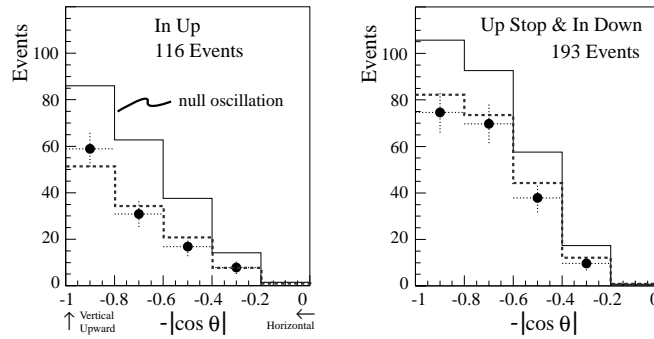 In Up
116 Events
null oscillation
Events
100
80
60
40
20
0
-1 -0.8 -0.6 -0.4 -0.2 0
Vertical
Upward
-|cos θ|
Horizontal
Up Stop & In Down
193 Events
Events
100
80
60
40
20
0
-1 -0.8 -0.6 -0.4 -0.2 0
-|cos θ|